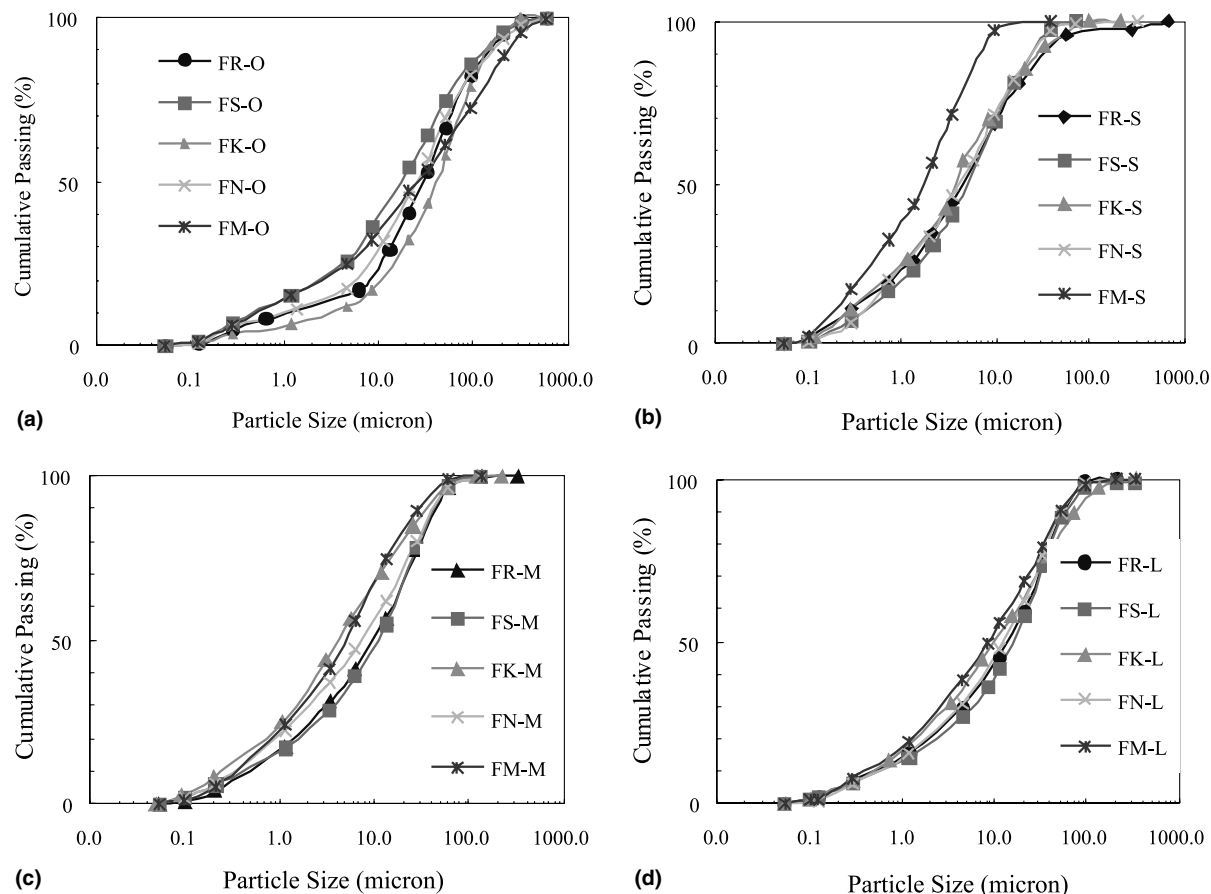 100
50
0
Cumulative Passing (%)
FR-O
FS-O
FK-O
FN-O
FM-O
0.0 0.1 1.0 10.0 100.0 1000.0
Particle Size (micron)
(a)
100
50
0
Cumulative Passing (%)
FR-S
FS-S
FK-S
FN-S
FM-S
0.0 0.1 1.0 10.0 100.0 1000.0
Particle Size (micron)
(b)
100
50
0
Cumulative Passing (%)
FR-M
FS-M
FK-M
FN-M
FM-M
0.0 0.1 1.0 10.0 100.0 1000.0
Particle Size (micron)
(c)
100
50
0
Cumulative Passing (%)
FR-L
FS-L
FK-L
FN-L
FM-L
0.0 0.1 1.0 10.0 100.0 1000.0
Particle Size (micron)
(d)